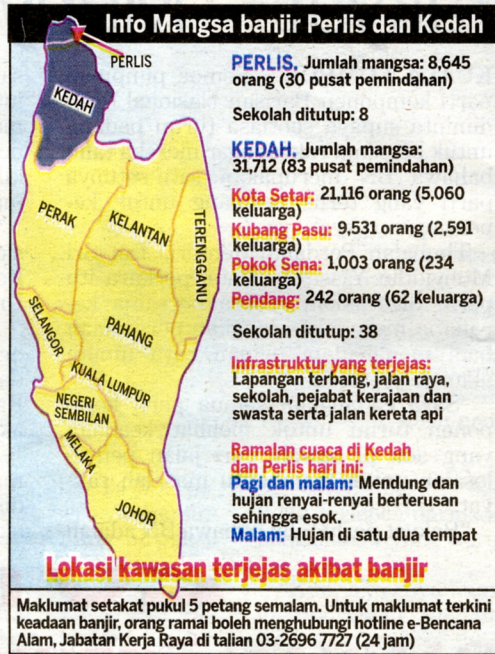 Info Mangsa banjir Perlis dan Kedah
PERLIS
KEDAH
PERAK
KELANTAN
TERENGGANU
SELANGOR
PAHANG
KUALA LUMPUR
NEGERI
SEMBILAN
MELAKA
JOHOR
PERLIS. Jumlah mangsa: 8,645
orang (30 pusat pemindahan)
Sekolah ditutup: 8
KEDAH. Jumlah mangsa:
31,712 (83 pusat pemindahan)
Kota Setar: 21,116 orang (5,060
keluarga)
Kubang Pasu: 9,531 orang (2,591
keluarga)
Pokok Sena: 1,003 orang (234
keluarga)
Pendang: 242 orang (62 keluarga)
Sekolah ditutup: 38
Infrastruktur yang terjejas:
Lapangan terbang, jalan raya,
sekolah, pejabat kerajaan dan
swasta serta jalan kereta api
Ramalan cuaca di Kedah
dan Perlis hari ini:
Pagi dan malam: Mendung dan
hujan renyai-renyai berterusan
sehingga esok.
Malam: Hujan di satu dua tempat
Lokasi kawasan terjejas akibat banjir
Maklumat setakat pukul 5 petang semalam. Untuk maklumat terkini
keadaan banjir, orang ramai boleh menghubungi hotline e-Bencana
Alam, Jabatan Kerja Raya di talian 03-2696 7727 (24 jam)